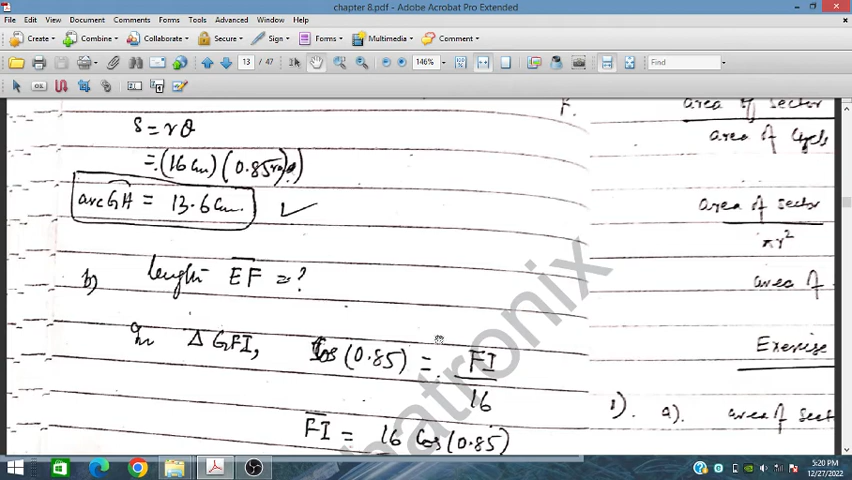 chapter 8.pdf - Adobe Acrobat Pro Extended
File Edit View Document Comments Forms Tools Advanced Window Help
Create Combine Collaborate Secure Sign Forms Multimedia Comment
13 / 47 146% Find
S = rθ
= (16 Cm) (0.85 rad)
arc GH = 13.6 Cm.
b) length EF = ?
In Δ GFI, Cos (0.85) = FI
16
FI = 16 Cos (0.85)
area of sector
area of Circle
area of sector
πr²
area of
Exercise
1). a). area of sect
bratronix
5:20 PM
12/27/2022